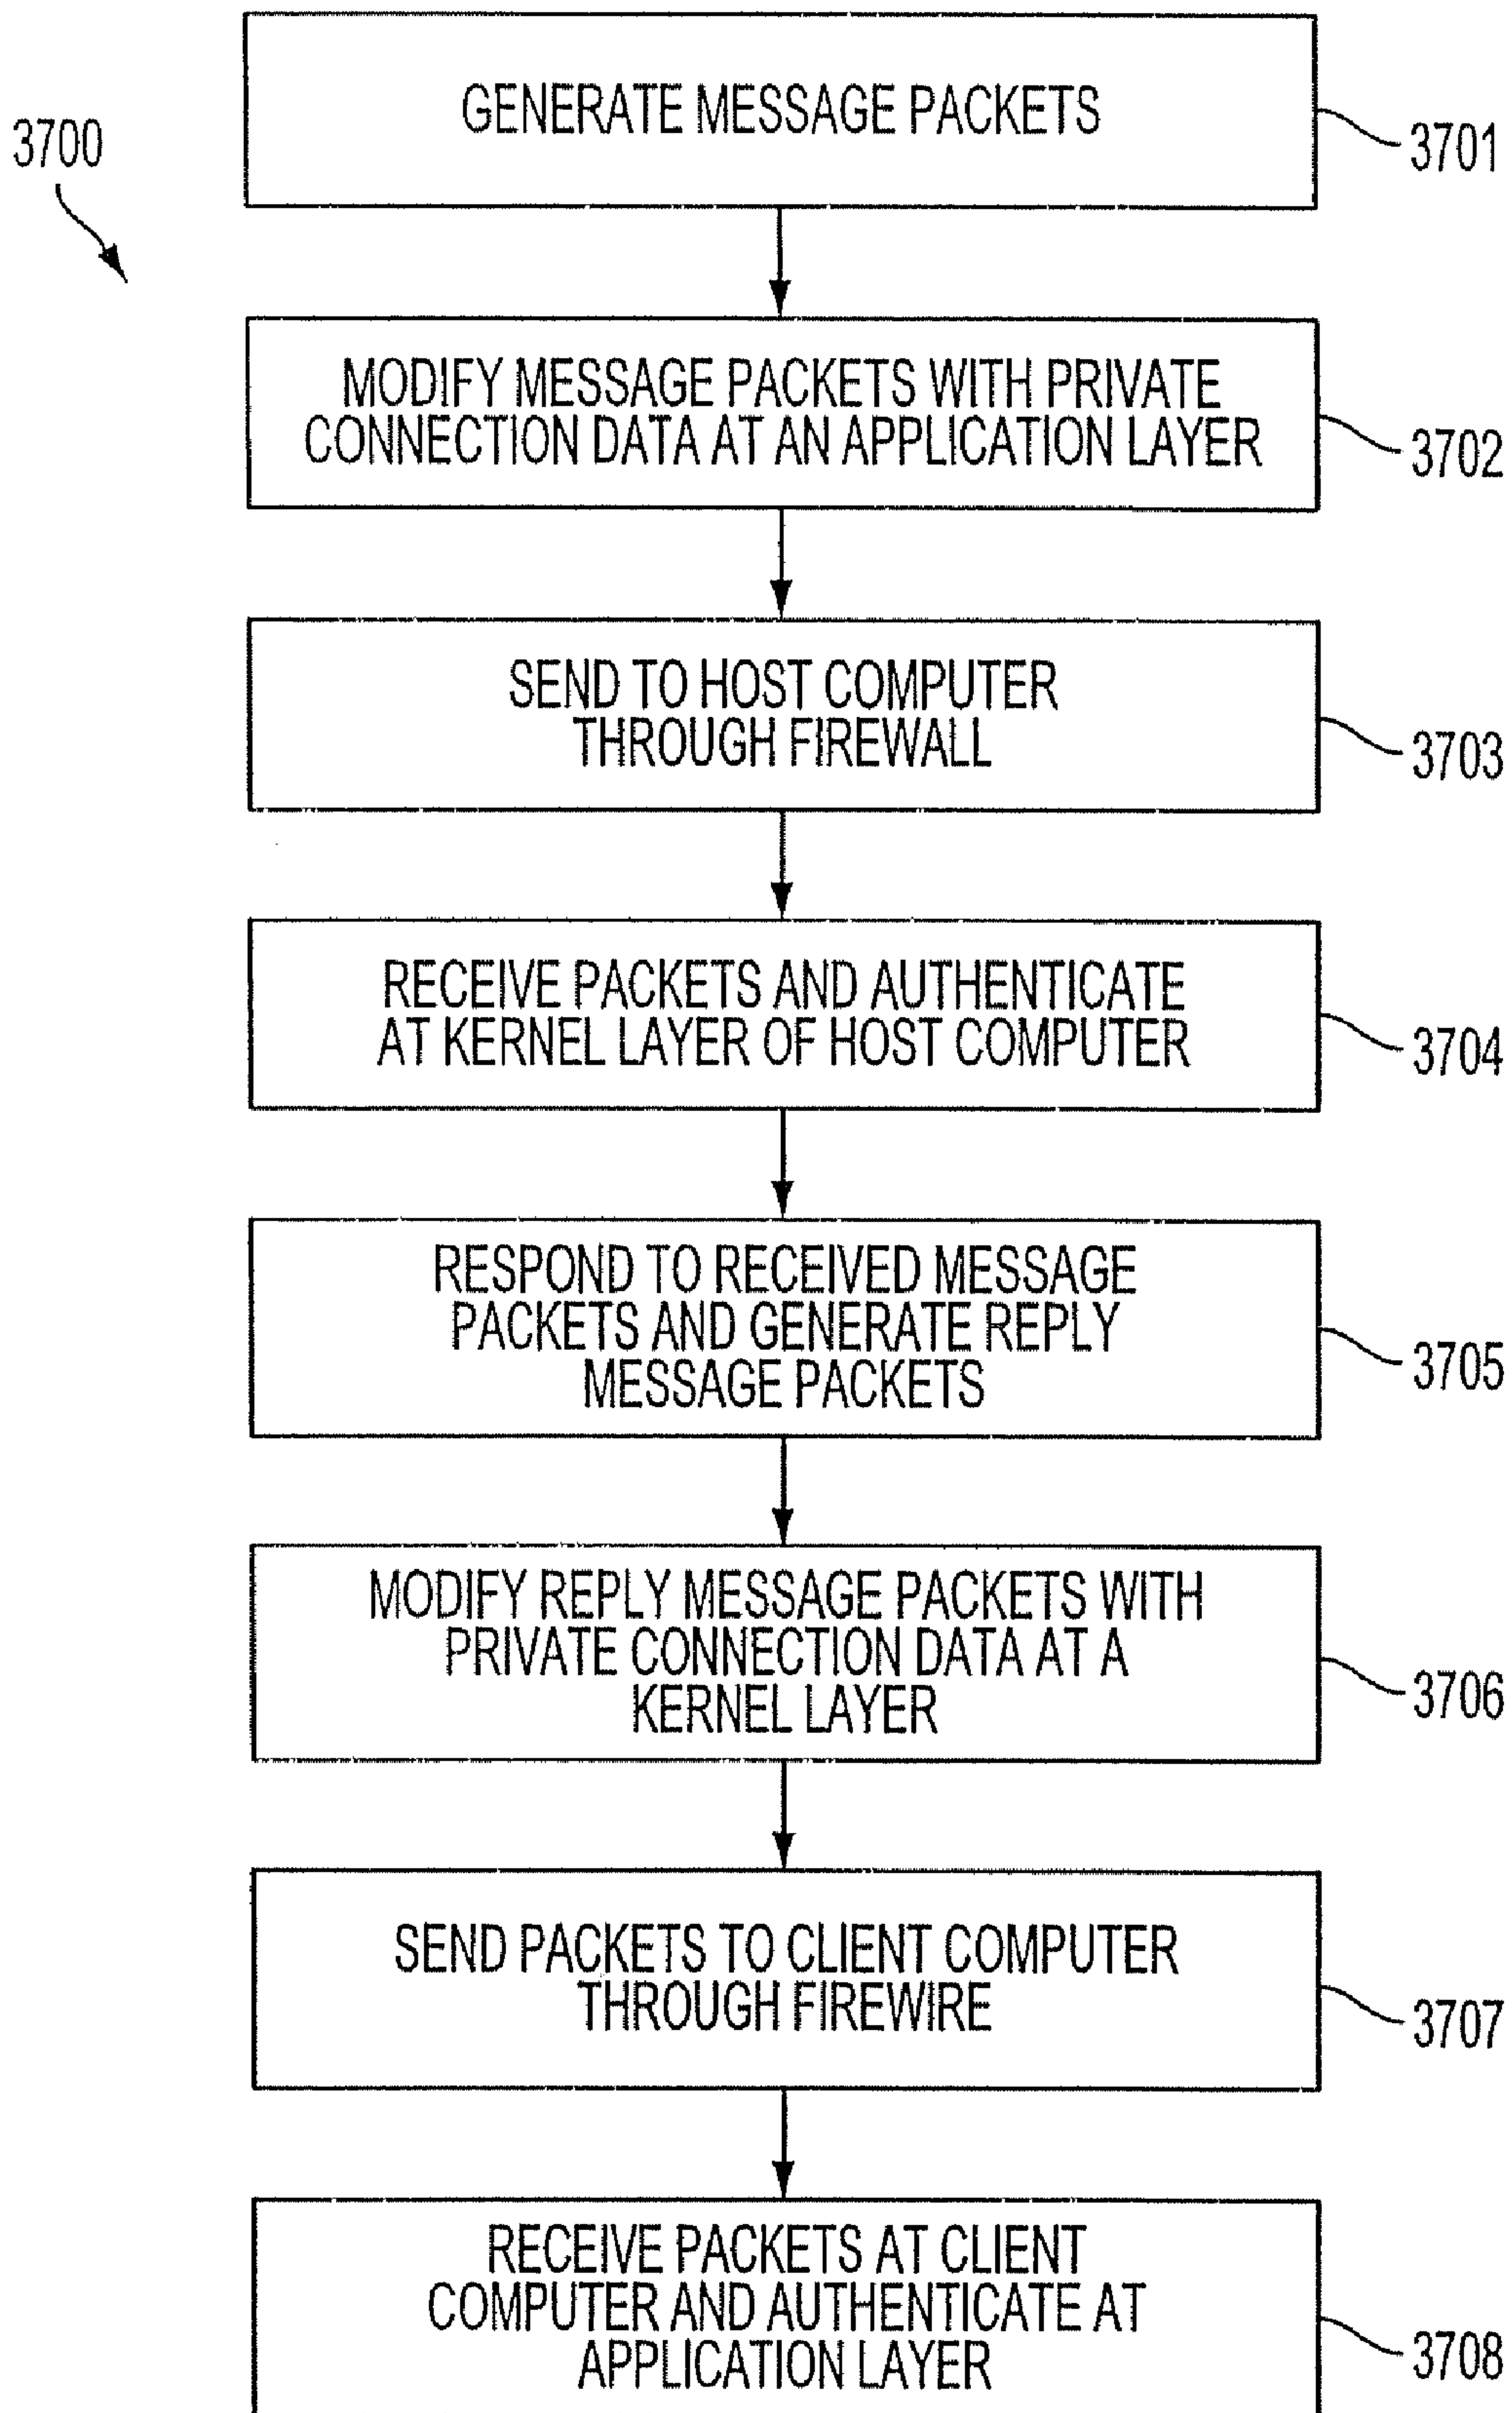 3700
GENERATE MESSAGE PACKETS
3701
MODIFY MESSAGE PACKETS WITH PRIVATE
CONNECTION DATA AT AN APPLICATION LAYER
3702
SEND TO HOST COMPUTER
THROUGH FIREWALL
3703
RECEIVE PACKETS AND AUTHENTICATE
AT KERNEL LAYER OF HOST COMPUTER
3704
RESPOND TO RECEIVED MESSAGE
PACKETS AND GENERATE REPLY
MESSAGE PACKETS
3705
MODIFY REPLY MESSAGE PACKETS WITH
PRIVATE CONNECTION DATA AT A
KERNEL LAYER
3706
SEND PACKETS TO CLIENT COMPUTER
THROUGH FIREWIRE
3707
RECEIVE PACKETS AT CLIENT
COMPUTER AND AUTHENTICATE AT
APPLICATION LAYER
3708